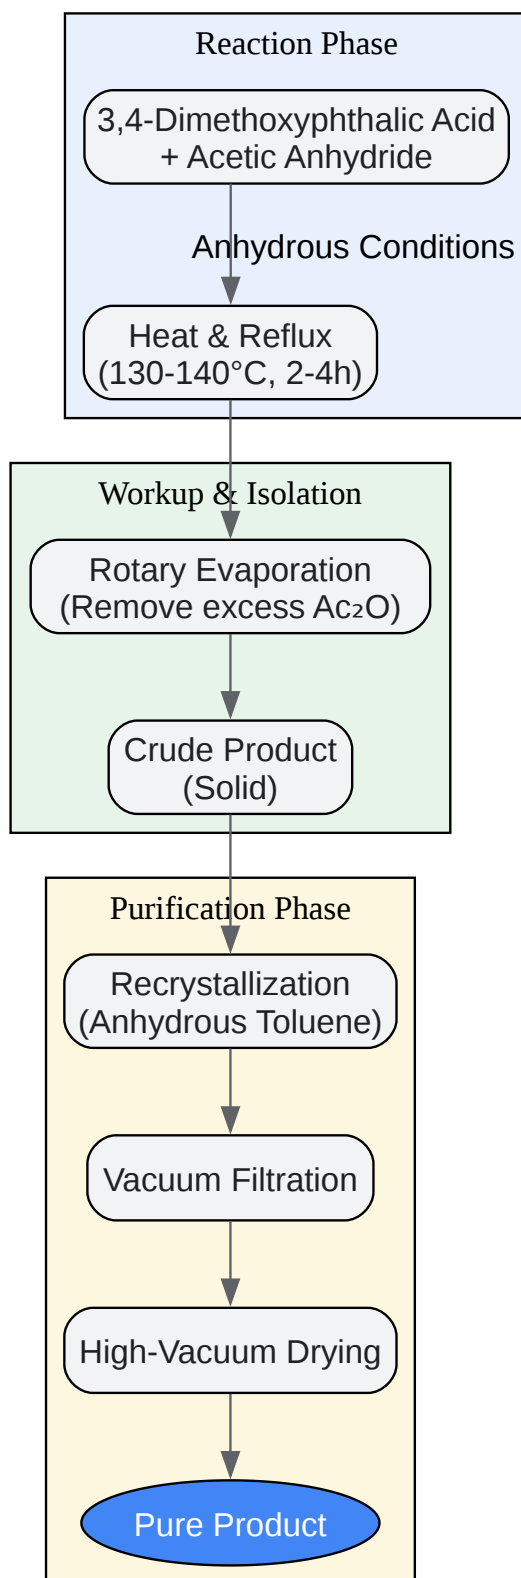 Reaction Phase
3,4-Dimethoxyphthalic Acid
+ Acetic Anhydride
Anhydrous Conditions
Heat & Reflux
(130-140°C, 2-4h)
Workup & Isolation
Rotary Evaporation
(Remove excess Ac₂O)
Crude Product
(Solid)
Purification Phase
Recrystallization
(Anhydrous Toluene)
Vacuum Filtration
High-Vacuum Drying
Pure Product